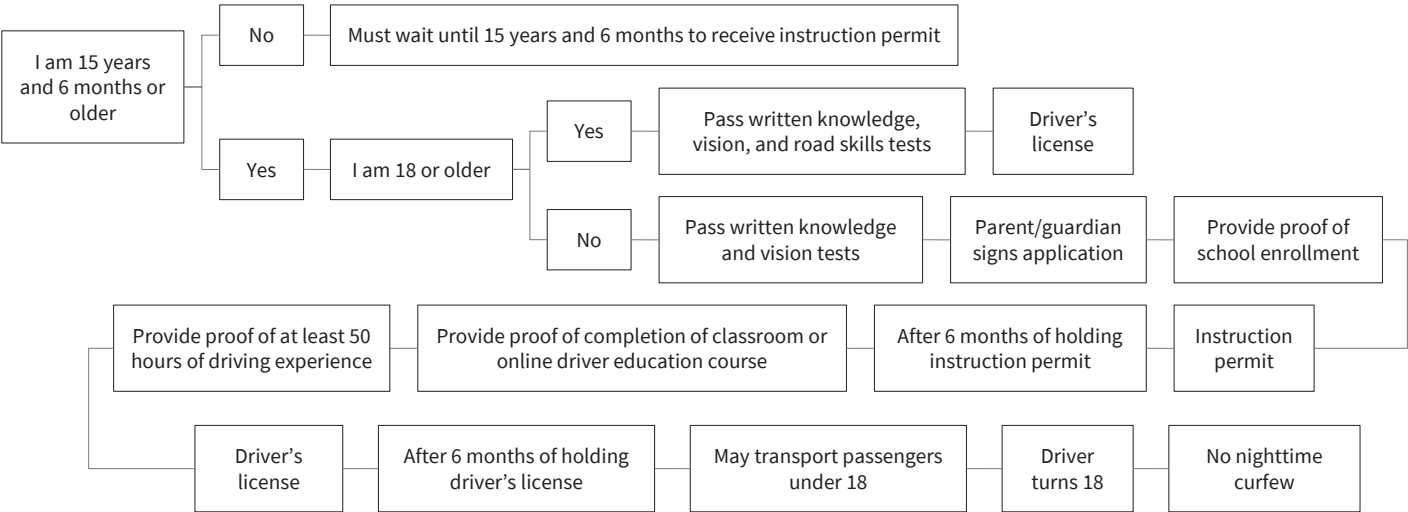 No
Must wait until 15 years and 6 months to receive instruction permit
I am 15 years
and 6 months or
older
Yes
I am 18 or older
Yes
Pass written knowledge,
vision, and road skills tests
Driver’s
license
No
Pass written knowledge
and vision tests
Parent/guardian
signs application
Provide proof of
school enrollment
Instruction
permit
After 6 months of holding
instruction permit
Provide proof of completion of classroom or
online driver education course
Provide proof of at least 50
hours of driving experience
Driver’s
license
After 6 months of holding
driver’s license
May transport passengers
under 18
Driver
turns 18
No nighttime
curfew